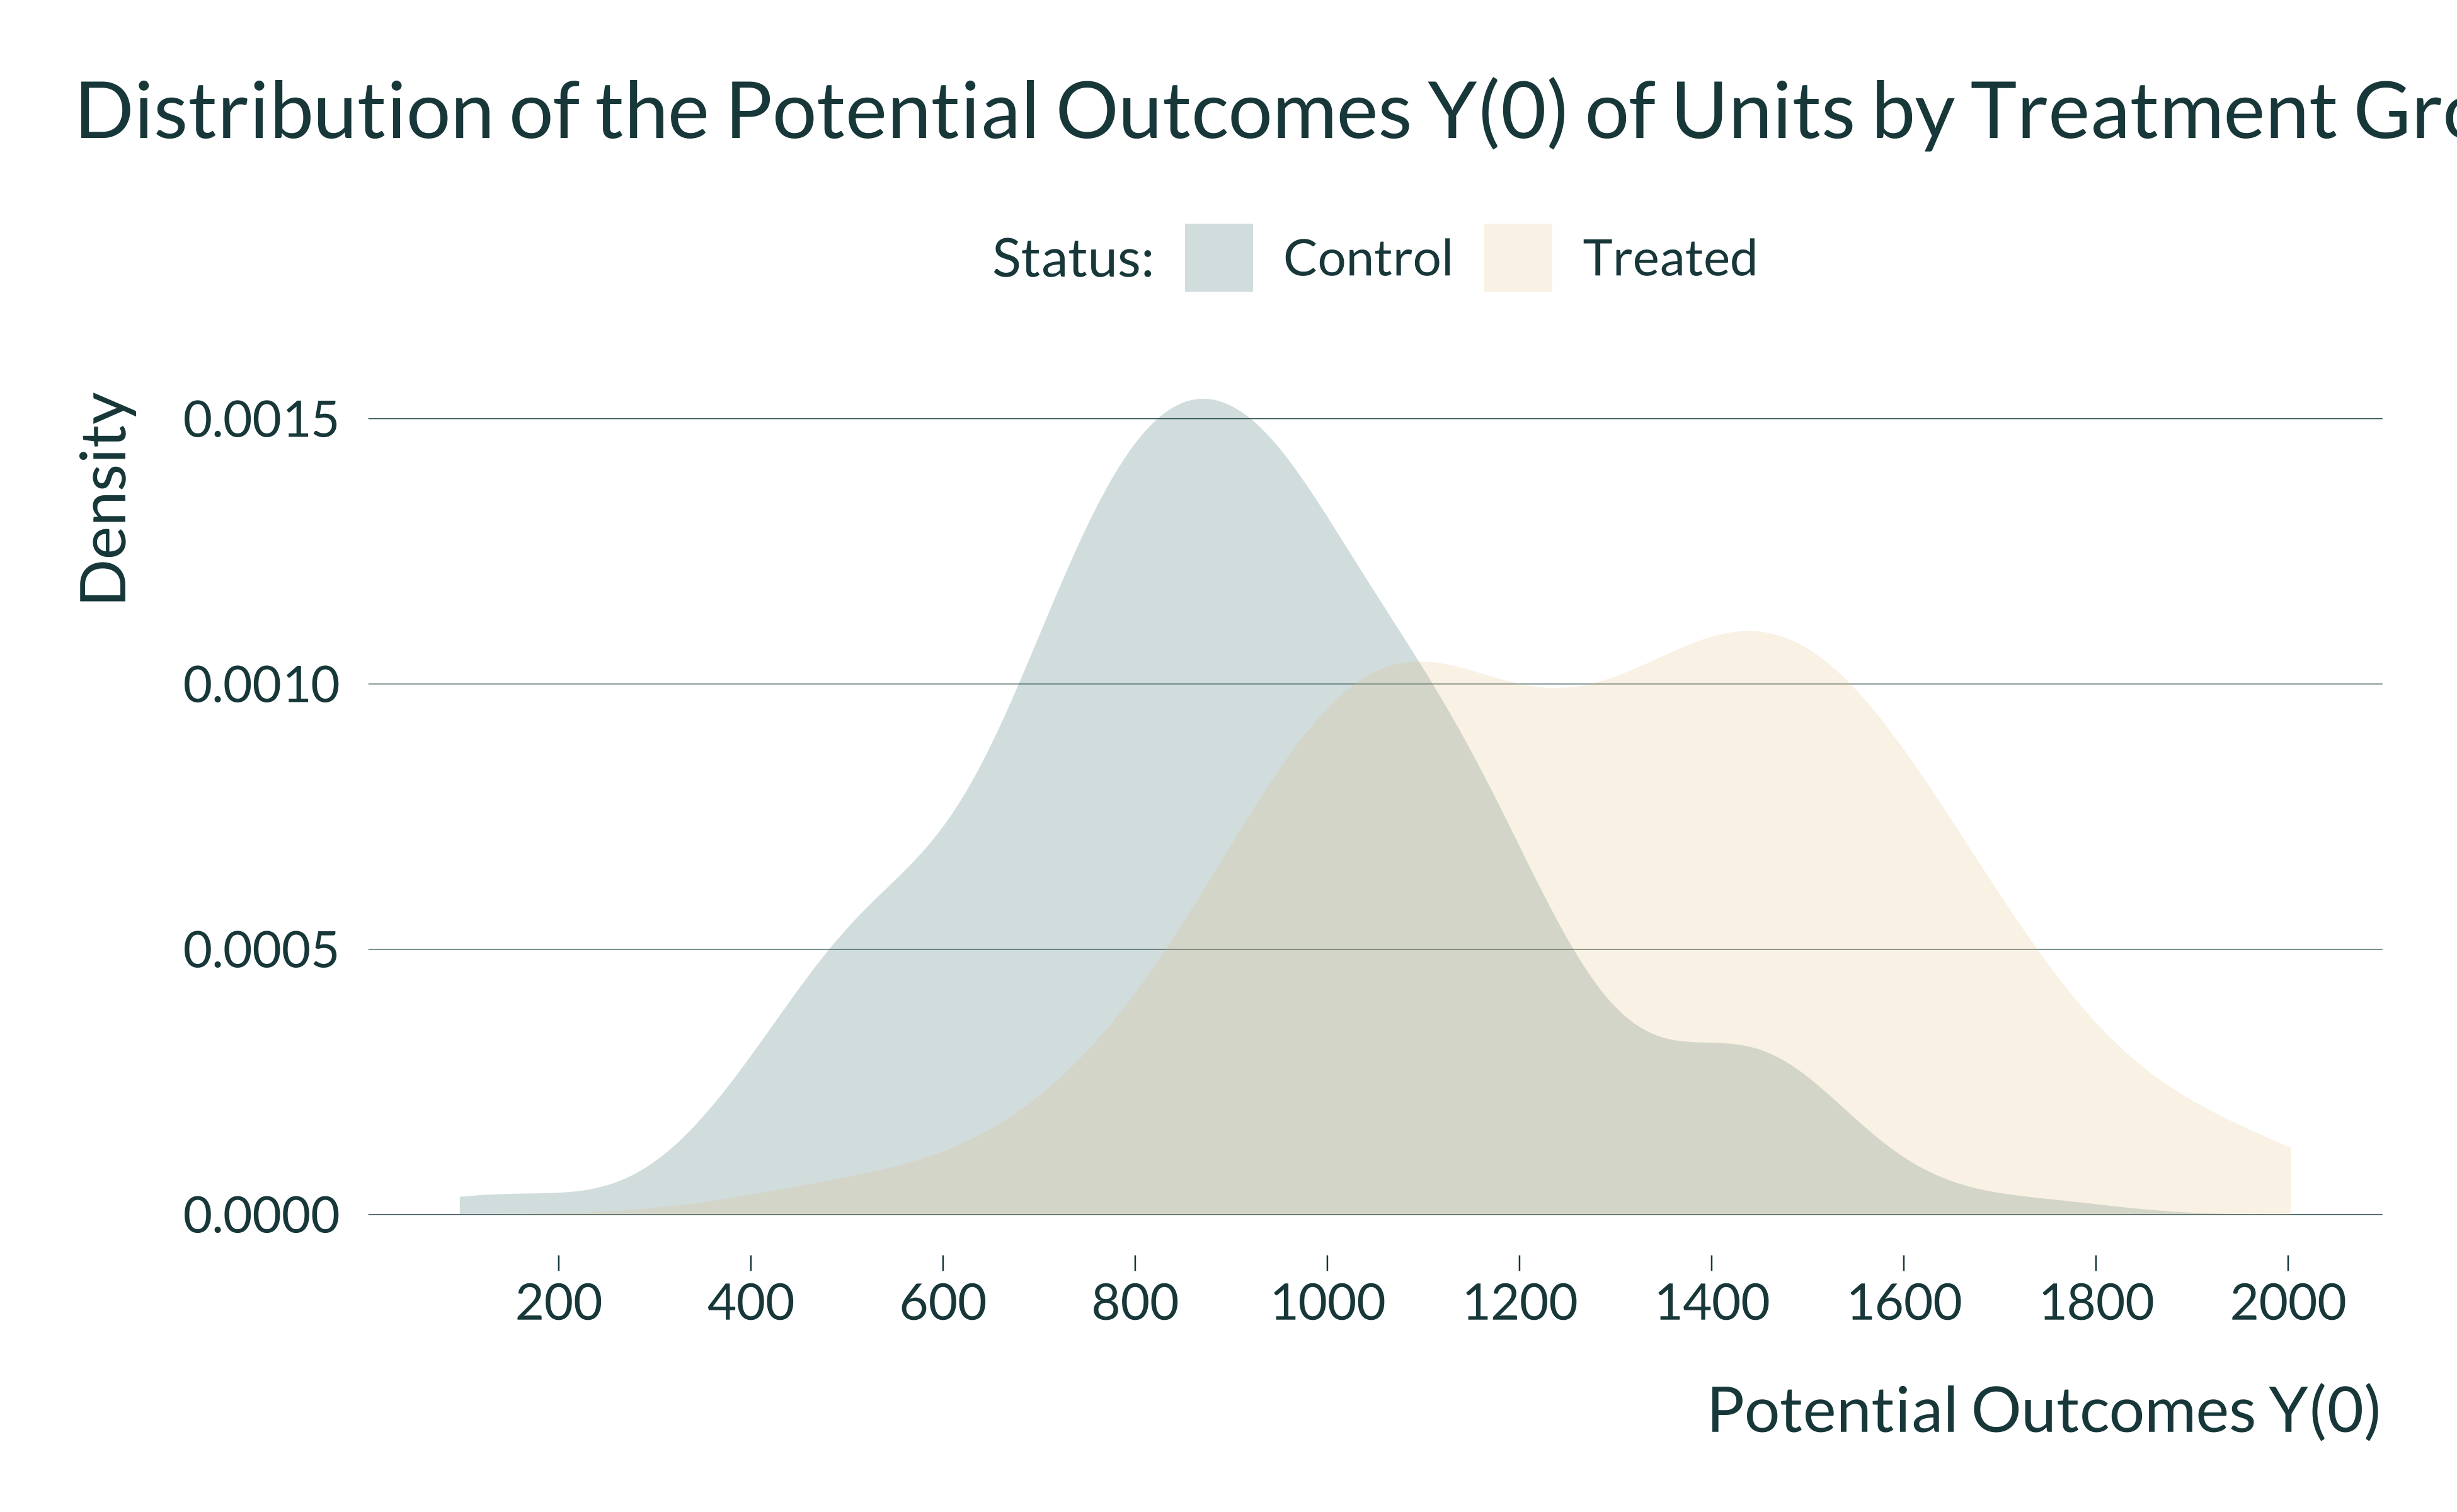 Distribution of the Potential Outcomes Y(0) of Units by Treatment
Status: Control Treated
Density
0.0015
0.0010
0.0005
0.0000
200 400 600 800 1000 1200 1400 1600 1800 2000
Potential Outcomes Y(0)